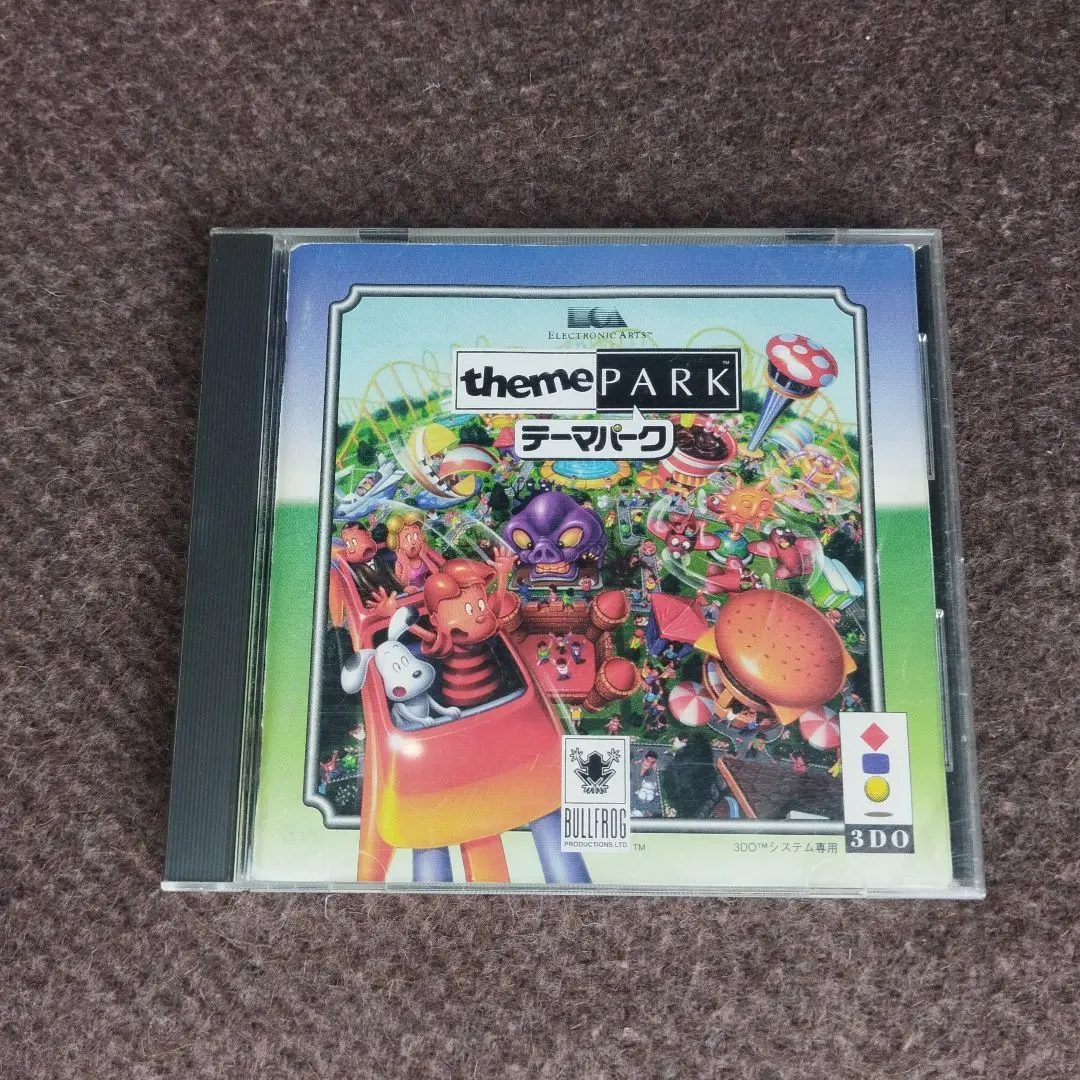 ELECTRONIC ARTS™
theme PARK™
テーマパーク
BULLFROG
PRODUCTIONS LTD ™
3DO™システム専用
3DO